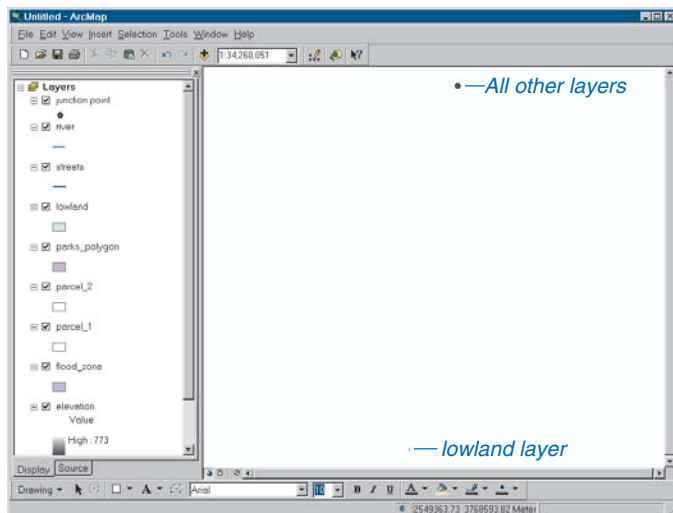 Untitled - ArcMap
File Edit View Insert Selection Tools Window Help
1:34,260,051
Layers
junction point
river
streets
lowland
parks_polygon
parcel_2
parcel_1
flood_zone
elevation
Value
High : 773
Display Source
All other layers
lowland layer
Drawing Arial 10 B I U A
2549363.73 3768593.82 Meter